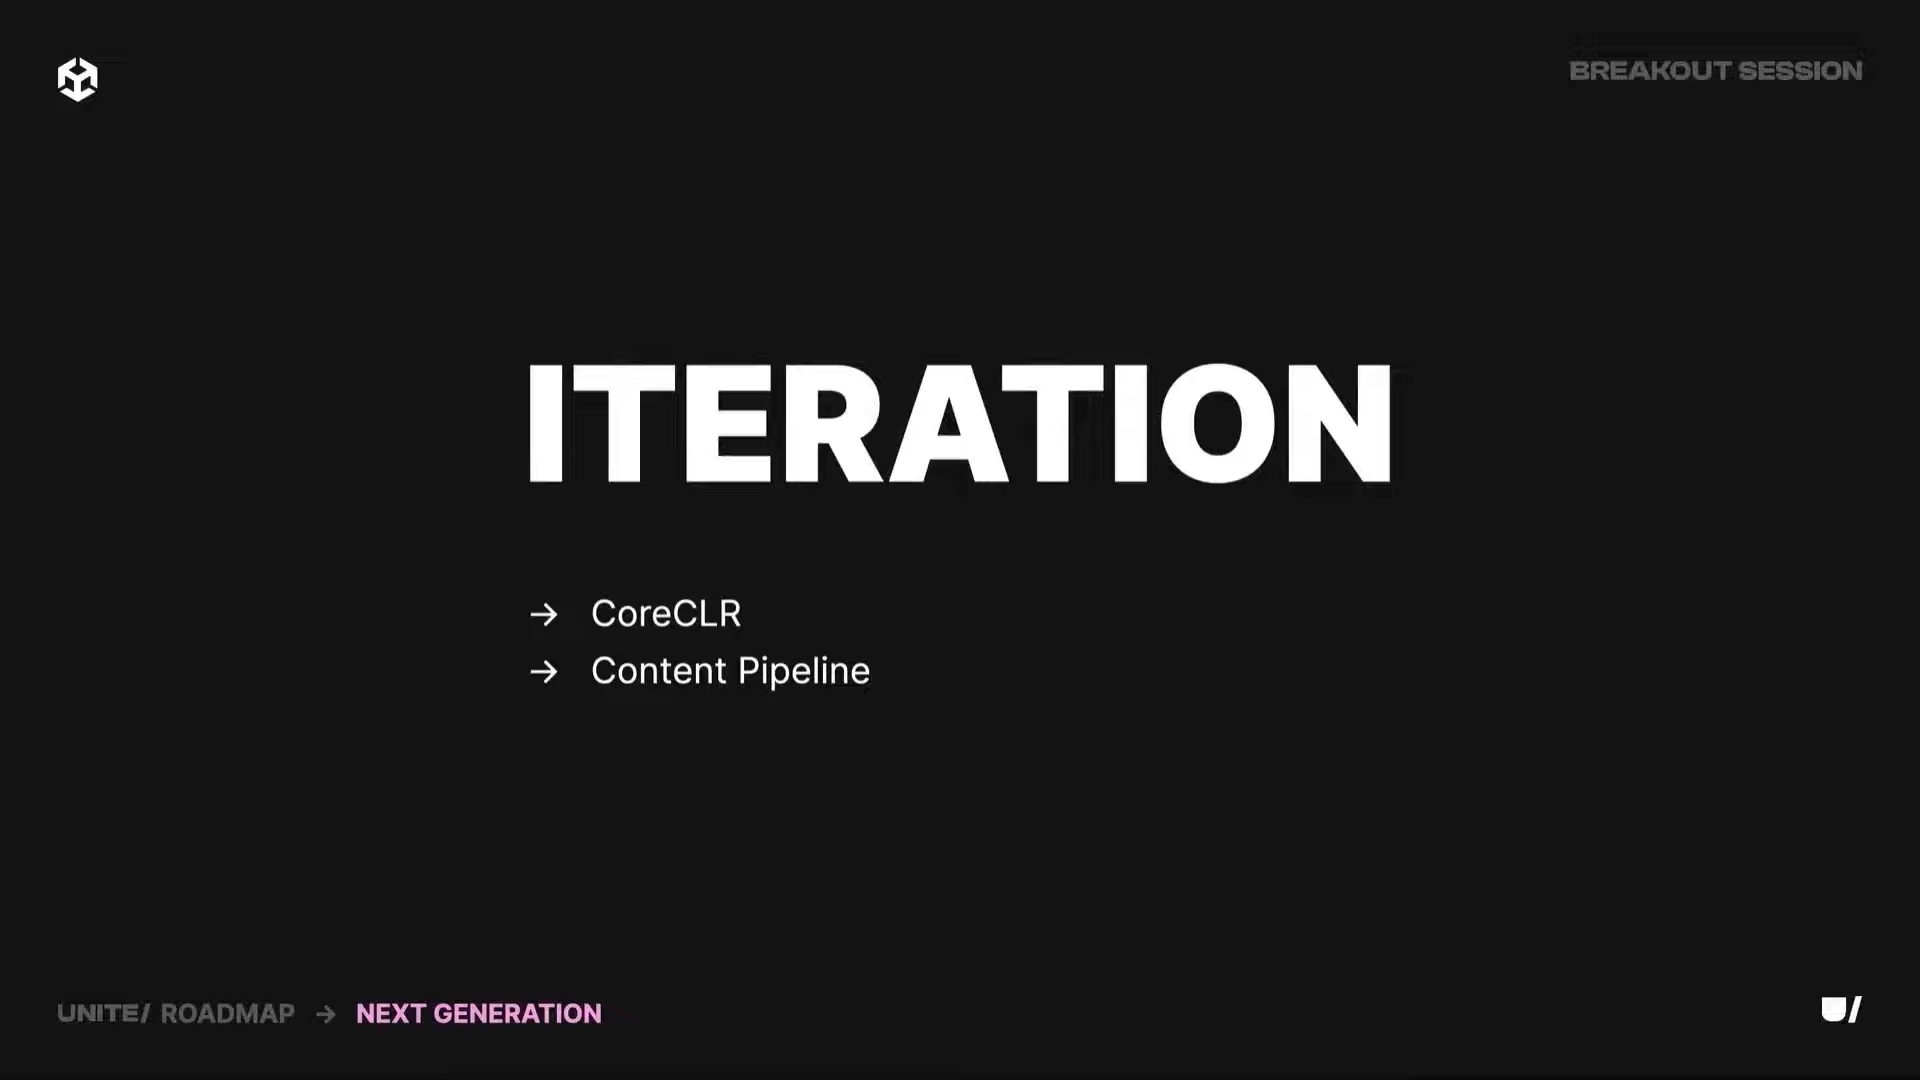 BREAKOUT SESSION
ITERATION
→ CoreCLR
→ Content Pipeline
UNITE/ ROADMAP → NEXT GENERATION
U/